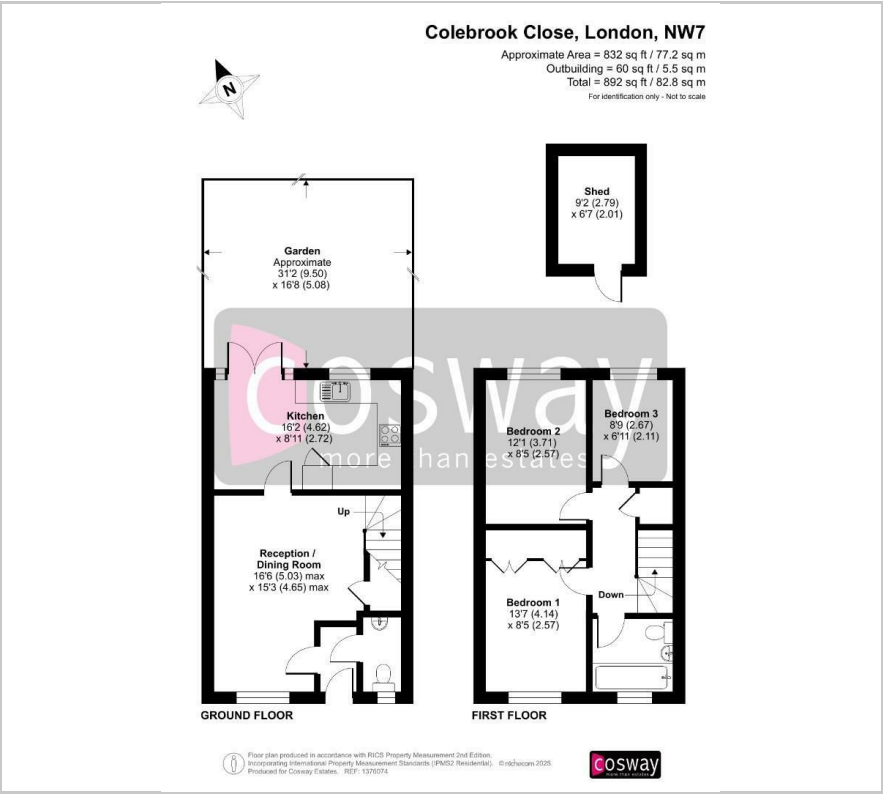 Colebrook Close, London, NW7
Approximate Area = 832 sq ft / 77.2 sq m
Outbuilding = 60 sq ft / 5.5 sq m
Total = 892 sq ft / 82.8 sq m
For identification only - Not to scale
N
Shed
9'2 (2.79)
x 6'7 (2.01)
Garden
Approximate
31'2 (9.50)
x 16'8 (5.08)
cosway
more than estates
Kitchen
16'2 (4.62)
x 8'11 (2.72)
Bedroom 2
12'1 (3.71)
x 8'5 (2.57)
Bedroom 3
8'9 (2.67)
x 6'11 (2.11)
Up
Reception /
Dining Room
16'6 (5.03) max
x 15'3 (4.65) max
Bedroom 1
13'7 (4.14)
x 8'5 (2.57)
Down
GROUND FLOOR
FIRST FLOOR
Floor plan produced in accordance with RICS Property Measurement 2nd Edition,
Incorporating International Property Measurement Standards (IPMS2 Residential). © nichecom 2025.
Produced for Cosway Estates. REF: 1376074
cosway
more than estates